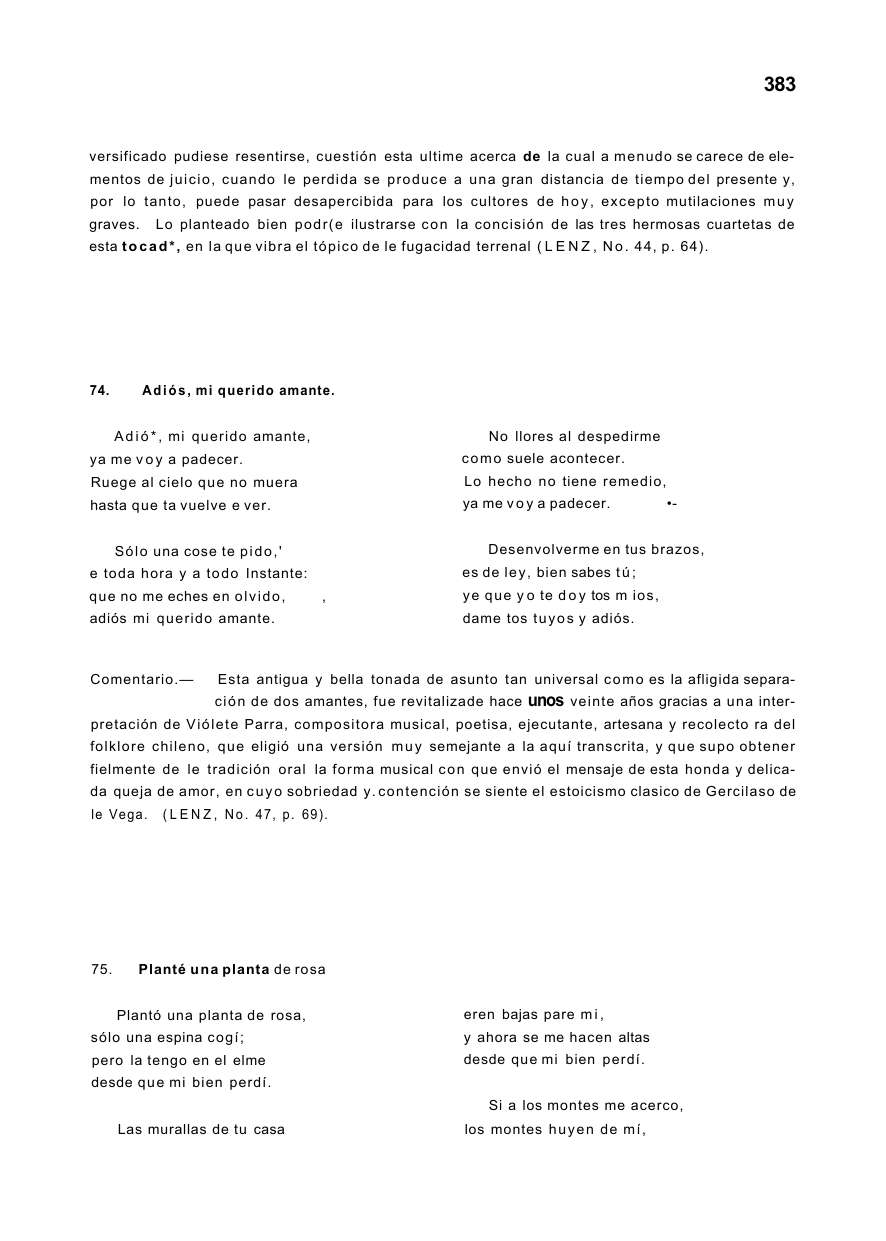 383
versificado pudiese resentirse, cuestión esta ultime acerca de la cual a menudo se carece de ele-
mentos de juicio, cuando le perdida se produce a una gran distancia de tiempo del presente y,
por lo tanto, puede pasar desapercibida para los cultores de hoy, excepto mutilaciones muy
graves. Lo planteado bien podr(e ilustrarse con la concisión de las tres hermosas cuartetas de
esta tocad*, en la que vibra el tópico de le fugacidad terrenal (LENZ, No. 44, p. 64).
74. Adiós, mi querido amante.
Adió*, mi querido amante,
ya me voy a padecer.
Ruege al cielo que no muera
hasta que ta vuelve e ver.
Sólo una cose te pido,'
e toda hora y a todo Instante:
que no me eches en olvido, ,
adiós mi querido amante.
No llores al despedirme
como suele acontecer.
Lo hecho no tiene remedio,
ya me voy a padecer. •-
Desenvolverme en tus brazos,
es de ley, bien sabes tú;
ye que yo te doy tos m ios,
dame tos tuyos y adiós.
Comentario.— Esta antigua y bella tonada de asunto tan universal como es la afligida separa-
ción de dos amantes, fue revitalizade hace unos veinte años gracias a una inter-
pretación de Viólete Parra, compositora musical, poetisa, ejecutante, artesana y recolecto ra del
folklore chileno, que eligió una versión muy semejante a la aquí transcrita, y que supo obtener
fielmente de le tradición oral la forma musical con que envió el mensaje de esta honda y delica-
da queja de amor, en cuyo sobriedad y. contención se siente el estoicismo clasico de Gercilaso de
le Vega. (LENZ, No. 47, p. 69).
75. Planté una planta de rosa
Plantó una planta de rosa,
sólo una espina cogí;
pero la tengo en el elme
desde que mi bien perdí.
Las murallas de tu casa
eren bajas pare mi,
y ahora se me hacen altas
desde que mi bien perdí.
Si a los montes me acerco,
los montes huyen de mí,